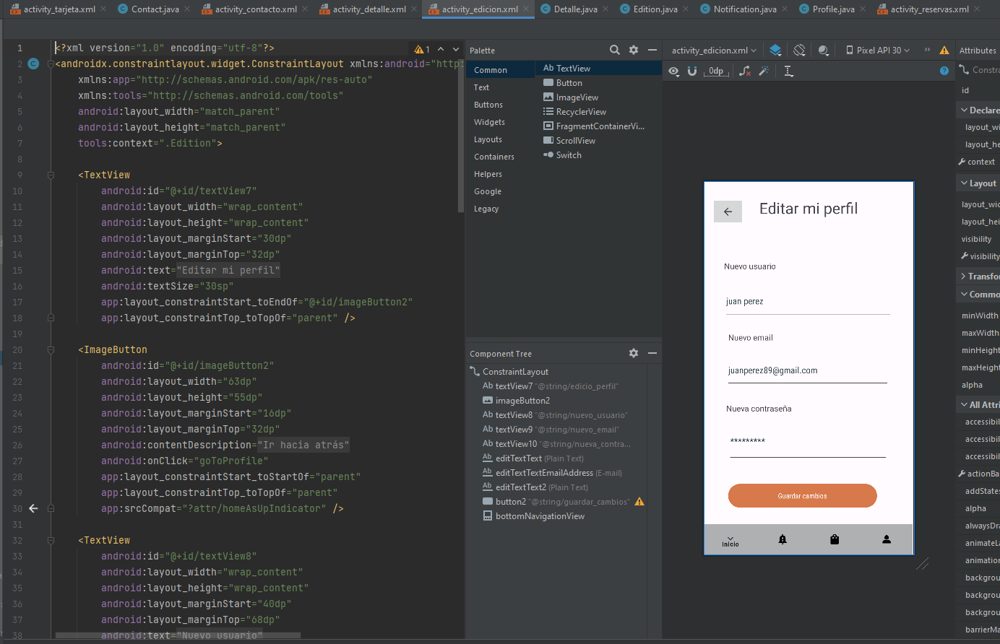 activity_tarjeta.xml
Contact.java
activity_contacto.xml
activity_detalle.xml
activity_edicion.xml
Detalle.java
Edition.java
Notification.java
Profile.java
activity_reservas.xml
1 <?xml version="1.0" encoding="utf-8"?>
1
2 <androidx.constraintlayout.widget.ConstraintLayout xmlns:android="http:
3 xmlns:app="http://schemas.android.com/apk/res-auto"
4 xmlns:tools="http://schemas.android.com/tools"
5 android:layout_width="match_parent"
6 android:layout_height="match_parent"
7 tools:context=".Edition">
8
9 <TextView
10 android:id="@+id/textView7"
11 android:layout_width="wrap_content"
12 android:layout_height="wrap_content"
13 android:layout_marginStart="30dp"
14 android:layout_marginTop="32dp"
15 android:text="Editar mi perfil"
16 android:textSize="30sp"
17 app:layout_constraintStart_toEndOf="@+id/imageButton2"
18 app:layout_constraintTop_toTopOf="parent" />
19
20 <ImageButton
21 android:id="@+id/imageButton2"
22 android:layout_width="63dp"
23 android:layout_height="55dp"
24 android:layout_marginStart="16dp"
25 android:layout_marginTop="32dp"
26 android:contentDescription="Ir hacia atrás"
27 android:onClick="goToProfile"
28 app:layout_constraintStart_toStartOf="parent"
29 app:layout_constraintTop_toTopOf="parent"
30 app:srcCompat="?attr/homeAsUpIndicator" />
31
32 <TextView
33 android:id="@+id/textView8"
34 android:layout_width="wrap_content"
35 android:layout_height="wrap_content"
36 android:layout_marginStart="40dp"
37 android:layout_marginTop="68dp"
38 android:text="Nuevo usuario"
Palette
Common
Text
Buttons
Widgets
Layouts
Containers
Helpers
Google
Legacy
Ab TextView
Button
ImageView
RecyclerView
FragmentContainerVi...
ScrollView
Switch
Component Tree
ConstraintLayout
Ab textView7 "@string/edicio_perfil"
imageButton2
Ab textView8 "@string/nuevo_usuario"
Ab textView9 "@string/nuevo_email"
Ab textView10 "@string/nueva_contra...
Ab editTextText (Plain Text)
Ab editTextTextEmailAddress (E-mail)
Ab editTextText2 (Plain Text)
button2 "@string/guardar_cambios"
bottomNavigationView
activity_edicion.xml
Pixel API 30
»
0dp
?
Editar mi perfil
Nuevo usuario
juan perez
Nuevo email
juanperez89@gmail.com
Nueva contraseña
*********
Guardar cambios
Inicio
Attributes
Constra
id
Declare
layout_wi
layout_he
context
Layout
layout_wi
layout_hei
visibility
visibility
Transfor
Commo
minWidth
maxWidth
minHeight
maxHeigh
alpha
All Attri
accessibil
accessibil
accessibil
actionBa
addStates
alpha
alwaysDra
animateLa
animation
backgrou
backgrou
backgrou
barrierMa